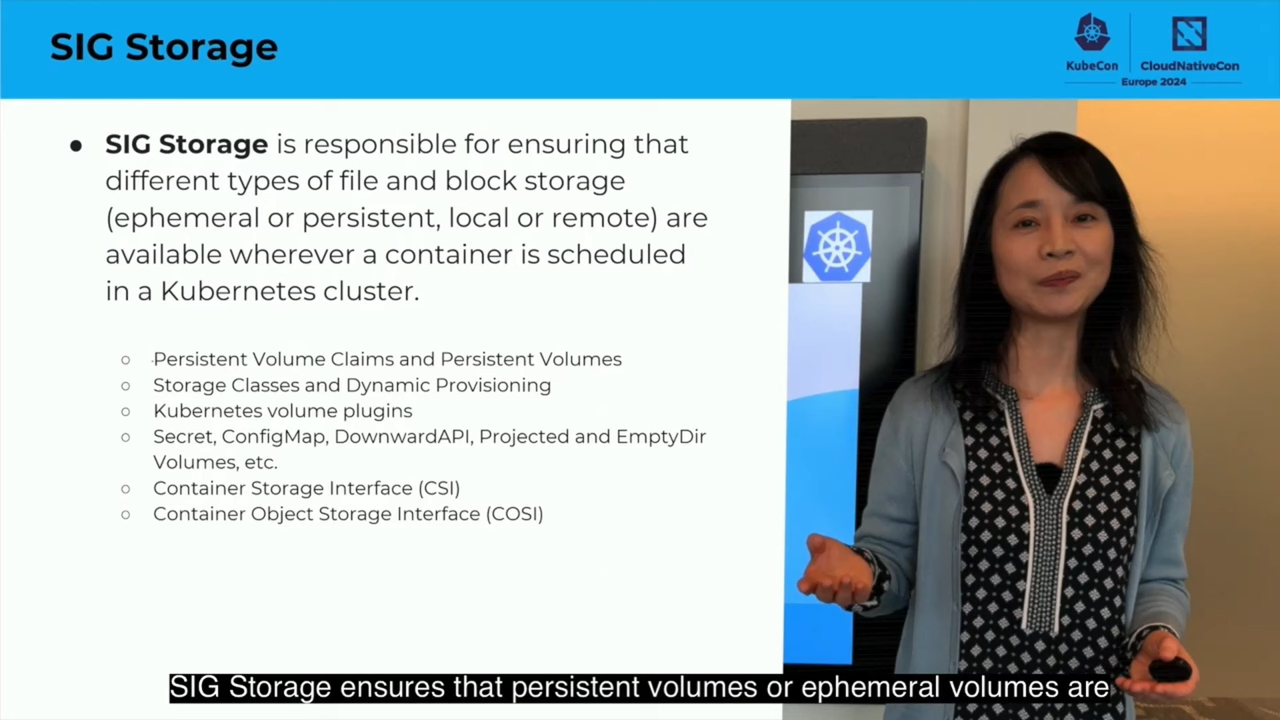 SIG Storage
KubeCon
CloudNativeCon
Europe 2024
● SIG Storage is responsible for ensuring that
different types of file and block storage
(ephemeral or persistent, local or remote) are
available wherever a container is scheduled
in a Kubernetes cluster.
○ Persistent Volume Claims and Persistent Volumes
○ Storage Classes and Dynamic Provisioning
○ Kubernetes volume plugins
○ Secret, ConfigMap, DownwardAPI, Projected and EmptyDir
Volumes, etc.
○ Container Storage Interface (CSI)
○ Container Object Storage Interface (COSI)
SIG Storage ensures that persistent volumes or ephemeral volumes are